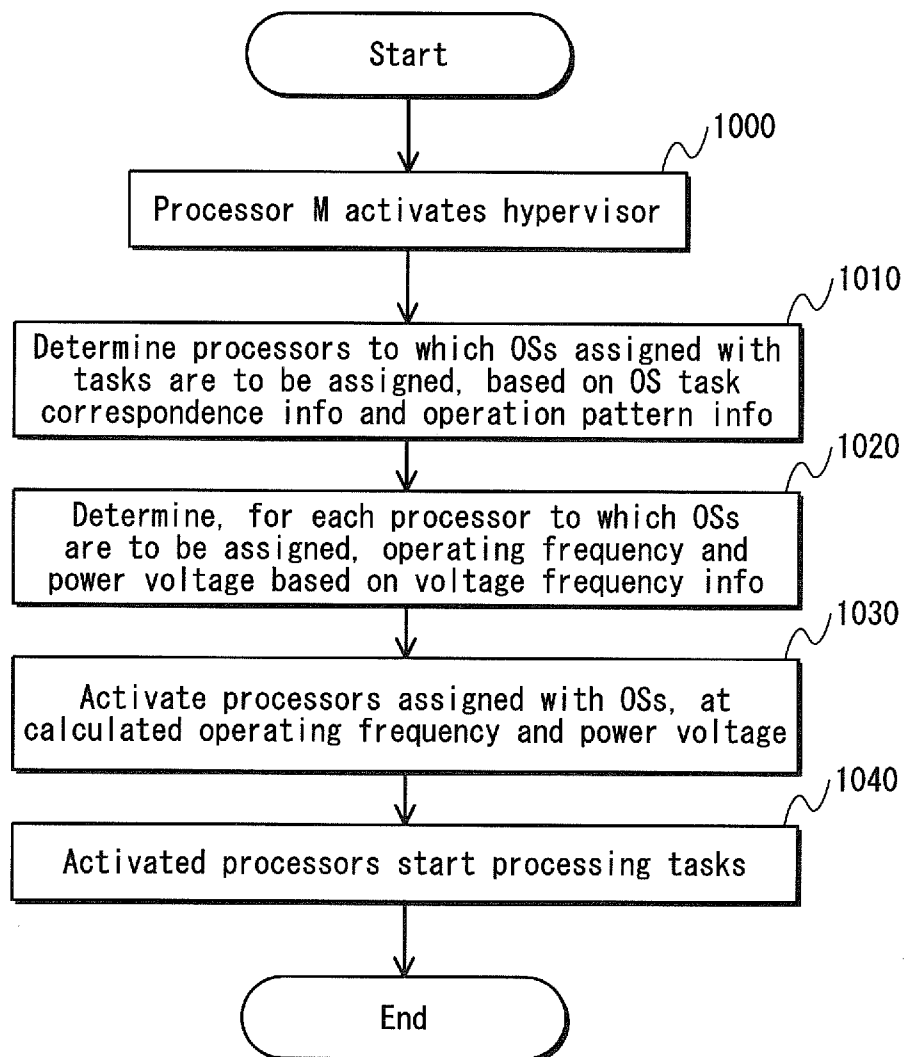 Start
1000
Processor M activates hypervisor
1010
Determine processors to which OSs assigned with
tasks are to be assigned, based on OS task
correspondence info and operation pattern info
1020
Determine, for each processor to which OSs
are to be assigned, operating frequency and
power voltage based on voltage frequency info
1030
Activate processors assigned with OSs, at
calculated operating frequency and power voltage
1040
Activated processors start processing tasks
End